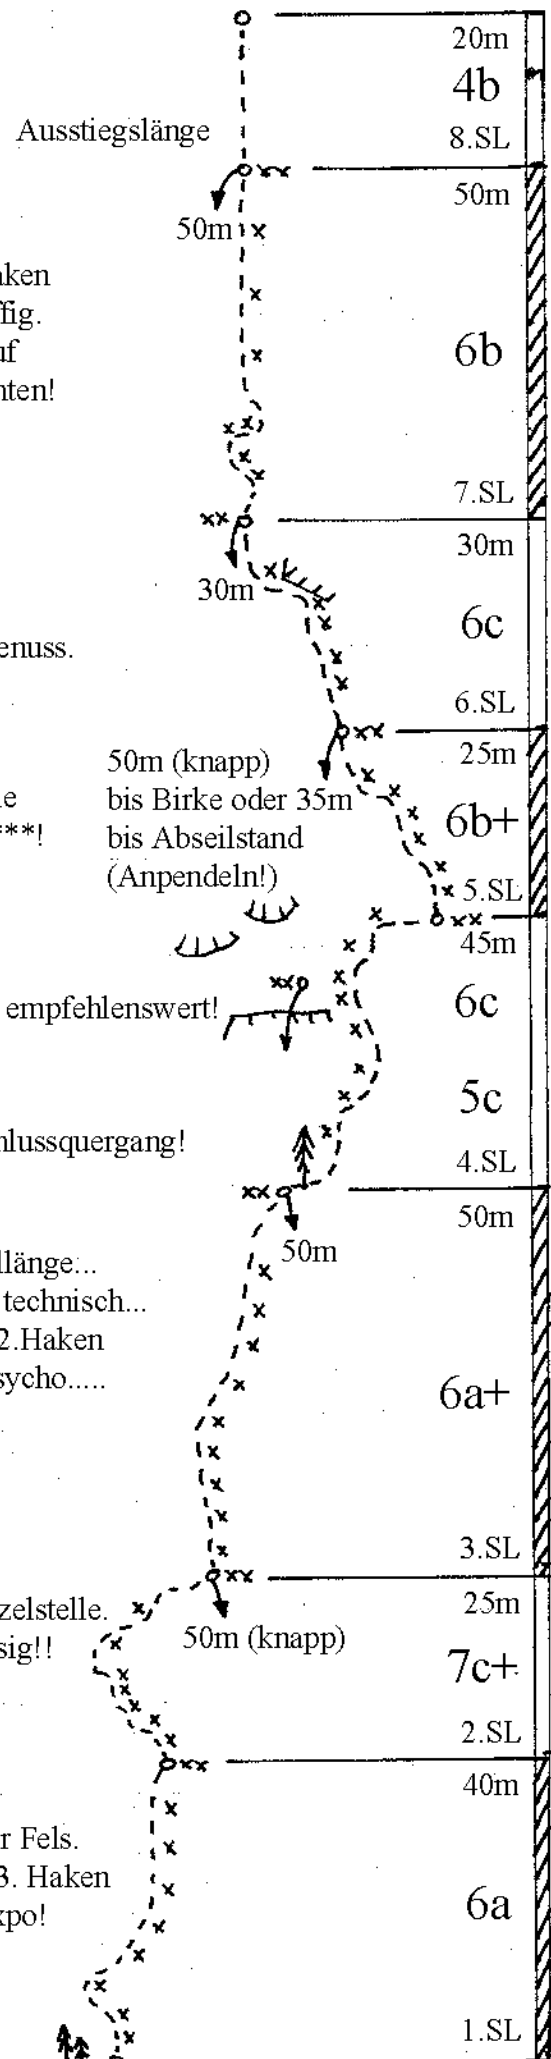 20m
4b
Ausstiegslänge
8.SL
50m
50m
aken
ffig.
uf
6b
nten!
7.SL
30m
30m
6c
enuss.
6.SL
25m
50m (knapp)
bis Birke oder 35m
bis Abseilstand
(Anpendeln!)
6b+
ie
***!
5.SL
45m
empfehlenswert!
6c
5c
hlussquergang!
4.SL
50m
50m
llänge...
technisch...
2.Haken
sycho.....
6a+
3.SL
25m
zelstelle.
sig!!
50m (knapp)
7c+
2.SL
40m
r Fels.
3. Haken
xpo!
6a
1.SL